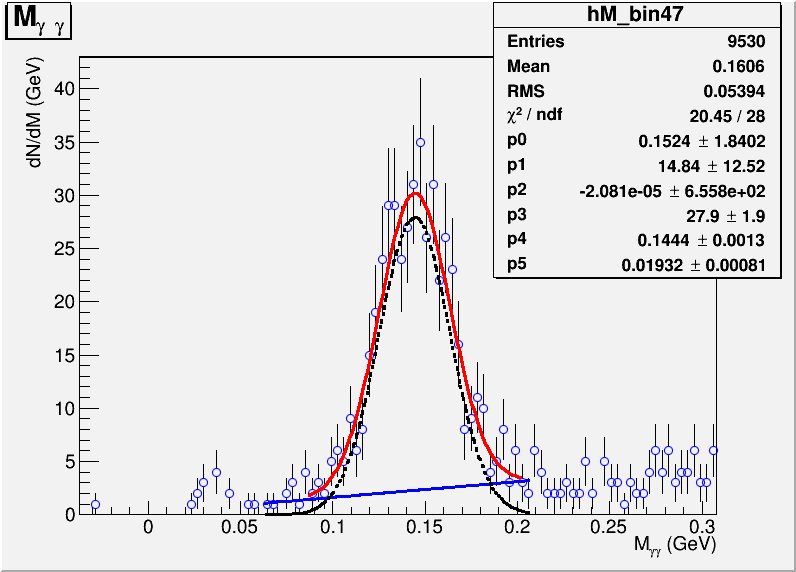 M_γγ
hM_bin47
Entries 9530
Mean 0.1606
RMS 0.05394
χ² / ndf 20.45 / 28
p0 0.1524 ± 1.8402
p1 14.84 ± 12.52
p2 -2.081e-05 ± 6.558e+02
p3 27.9 ± 1.9
p4 0.1444 ± 0.0013
p5 0.01932 ± 0.00081
dN/dM (GeV)
40
35
30
25
20
15
10
5
0
0 0.05 0.1 0.15 0.2 0.25 0.3
M_γγ (GeV)